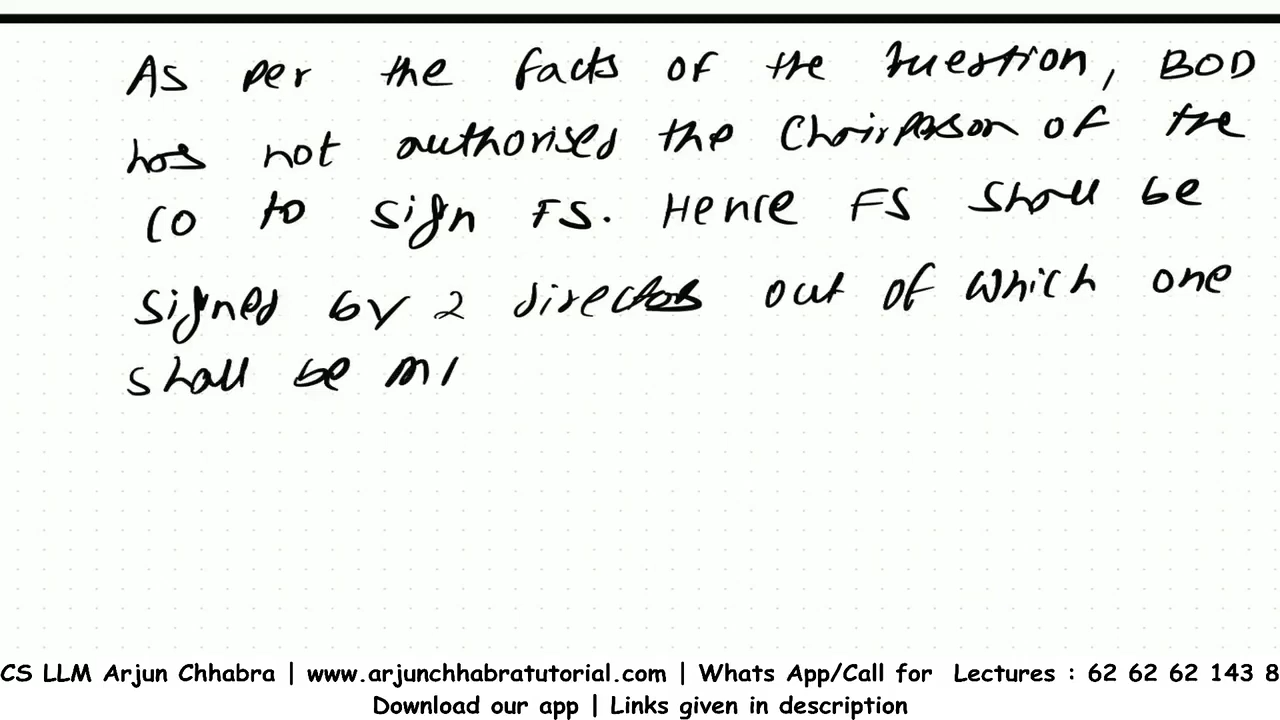 As per the facts of the question, BOD
has not authorised the Chairperson of the
CO to sign FS. Hence FS shall be
signed by 2 directors out of which one
shall be
CS LLM Arjun Chhabra | www.arjunchhabratutorial.com | Whats App/Call for Lectures : 62 62 62 143 8
Download our app | Links given in description